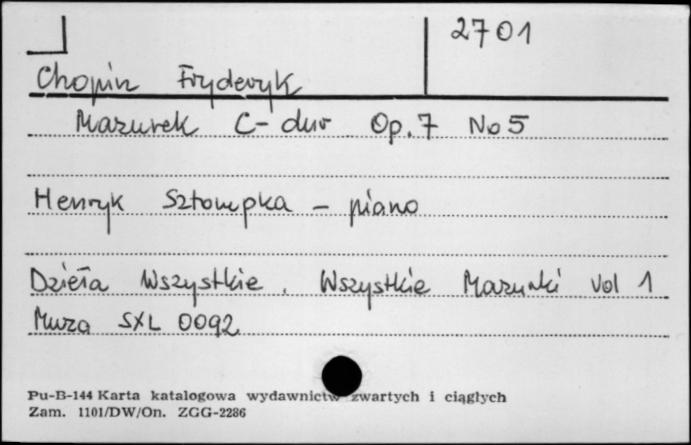 2701
Chopin Fryderyk
Mazurek C-dur Op.7 No 5
Henryk Sztompka - piano
Dzieła Wszystkie. Wszystkie Mazurki vol 1
Muza SXL 0092
Pu-B-144 Karta katalogowa wydawnictw zwartych i ciągłych
Zam. 1101/DW/On. ZGG-2286